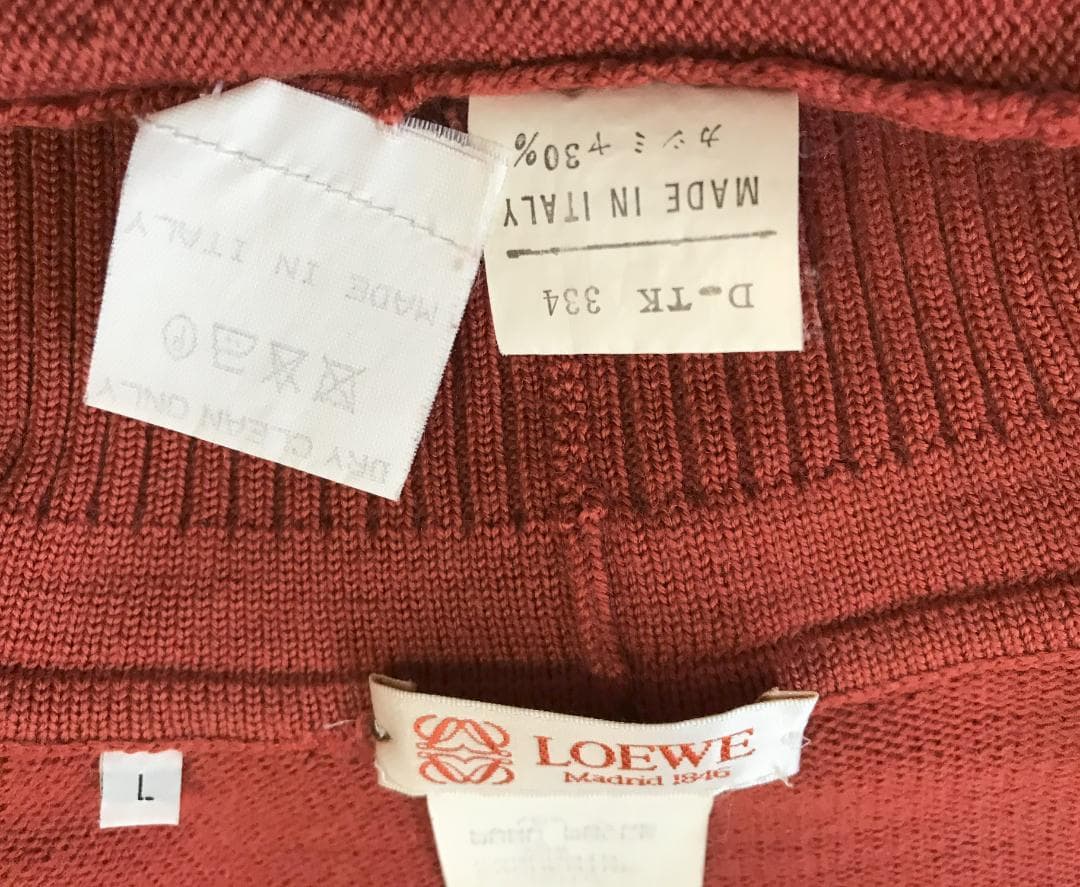 DRY CLEAN ONLY
P
MADE IN ITALY
D-TK 334
MADE IN ITALY
カシミヤ30%
LOEWE
Madrid 1846
L